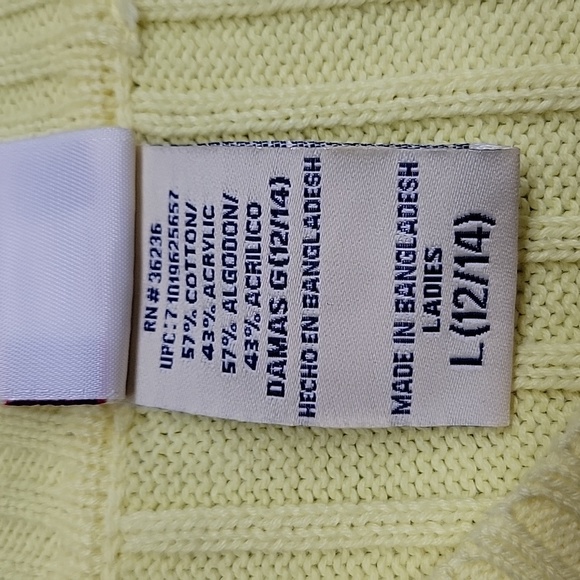 RN # 36236
UPC:7 1049625657
57% COTTON/
43% ACRYLIC
57% ALGODON/
43% ACRILICO
DAMAS G(12/14)
HECHO EN BANGLADESH
MADE IN BANGLADESH
LADIES
L(12/14)